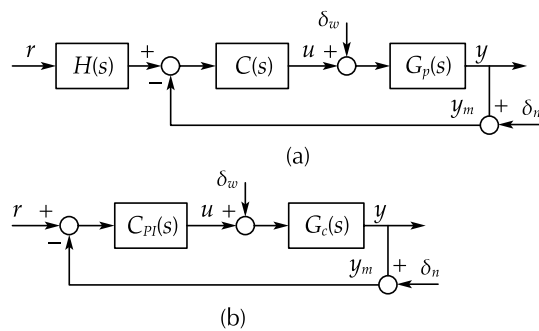 δw
r H(s) + − C(s) u + Gp(s) y
ym + δn
(a)
δw
r + − CPI(s) u + Gc(s) y
ym + δn
(b)